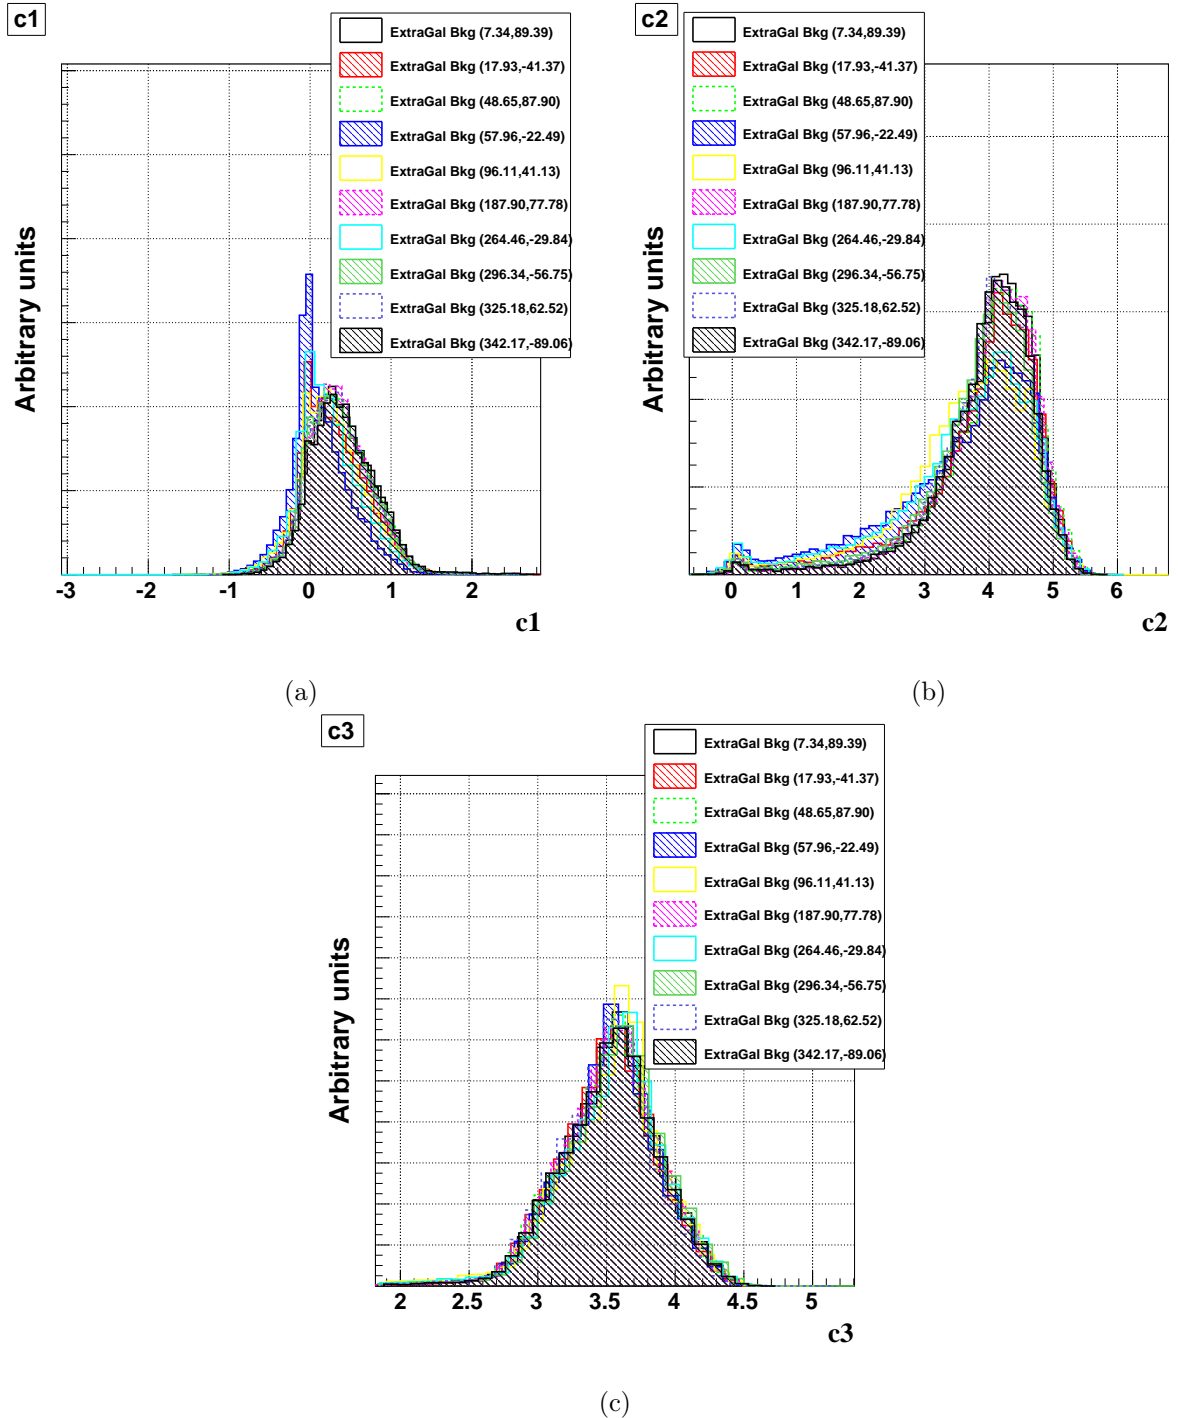 c1
ExtraGal Bkg (7.34,89.39)
ExtraGal Bkg (17.93,-41.37)
ExtraGal Bkg (48.65,87.90)
ExtraGal Bkg (57.96,-22.49)
ExtraGal Bkg (96.11,41.13)
ExtraGal Bkg (187.90,77.78)
ExtraGal Bkg (264.46,-29.84)
ExtraGal Bkg (296.34,-56.75)
ExtraGal Bkg (325.18,62.52)
ExtraGal Bkg (342.17,-89.06)
Arbitrary units
-3 -2 -1 0 1 2
c1
(a)
c2
ExtraGal Bkg (7.34,89.39)
ExtraGal Bkg (17.93,-41.37)
ExtraGal Bkg (48.65,87.90)
ExtraGal Bkg (57.96,-22.49)
ExtraGal Bkg (96.11,41.13)
ExtraGal Bkg (187.90,77.78)
ExtraGal Bkg (264.46,-29.84)
ExtraGal Bkg (296.34,-56.75)
ExtraGal Bkg (325.18,62.52)
ExtraGal Bkg (342.17,-89.06)
Arbitrary units
0 1 2 3 4 5 6
c2
(b)
c3
ExtraGal Bkg (7.34,89.39)
ExtraGal Bkg (17.93,-41.37)
ExtraGal Bkg (48.65,87.90)
ExtraGal Bkg (57.96,-22.49)
ExtraGal Bkg (96.11,41.13)
ExtraGal Bkg (187.90,77.78)
ExtraGal Bkg (264.46,-29.84)
ExtraGal Bkg (296.34,-56.75)
ExtraGal Bkg (325.18,62.52)
ExtraGal Bkg (342.17,-89.06)
Arbitrary units
2 2.5 3 3.5 4 4.5 5
c3
(c)